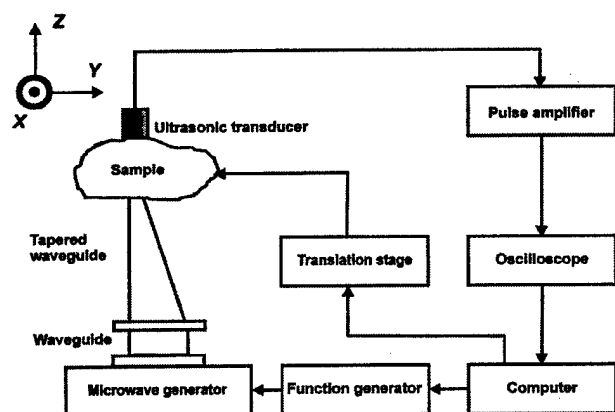 Z
Y
X
Ultrasonic transducer
Pulse amplifier
Sample
Tapered
waveguide
Translation stage
Oscilloscope
Waveguide
Microwave generator
Function generator
Computer